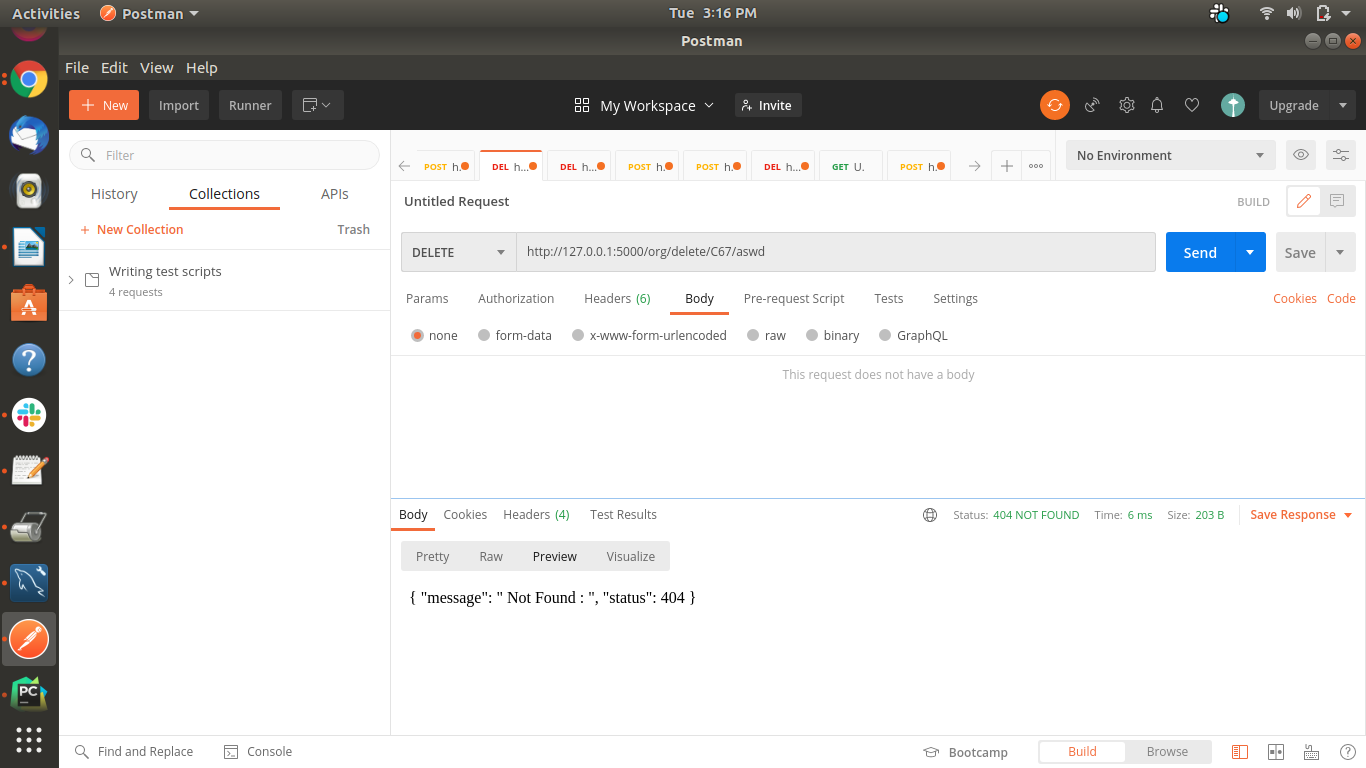 Activities Postman Tue 3:16 PM
Postman
File Edit View Help
New Import Runner My Workspace Invite Upgrade
Filter
History Collections APIs
+ New Collection Trash
Writing test scripts
4 requests
POST h. DEL h... DEL h... POST h. POST h. DEL h... GET U. POST h. No Environment
Untitled Request BUILD
DELETE http://127.0.0.1:5000/org/delete/C67/aswd Send Save
Params Authorization Headers (6) Body Pre-request Script Tests Settings Cookies Code
none form-data x-www-form-urlencoded raw binary GraphQL
This request does not have a body
Body Cookies Headers (4) Test Results Status: 404 NOT FOUND Time: 6 ms Size: 203 B Save Response
Pretty Raw Preview Visualize
{ "message": " Not Found : ", "status": 404 }
PC
Find and Replace Console Bootcamp Build Browse